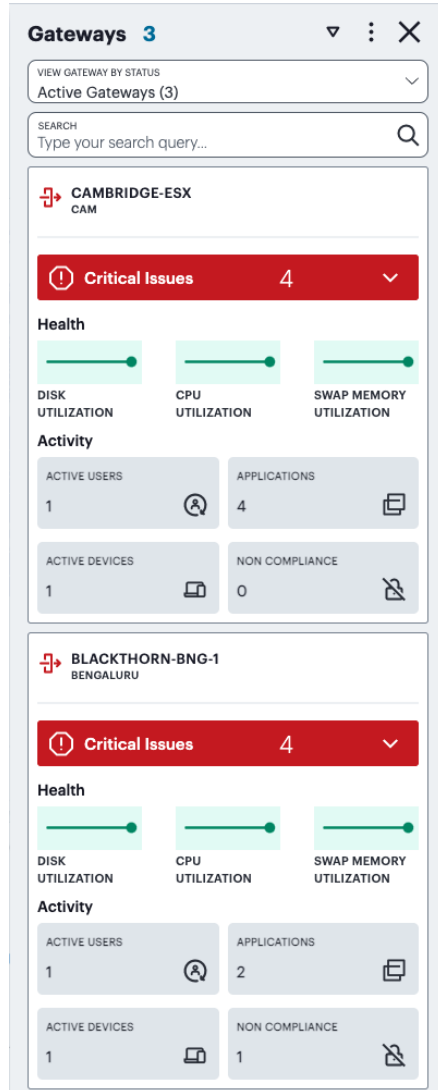 Gateways 3
VIEW GATEWAY BY STATUS
Active Gateways (3)
SEARCH
Type your search query...
CAMBRIDGE-ESX
CAM
Critical Issues 4
Health
DISK UTILIZATION
CPU UTILIZATION
SWAP MEMORY UTILIZATION
Activity
ACTIVE USERS
1
APPLICATIONS
4
ACTIVE DEVICES
1
NON COMPLIANCE
0
BLACKTHORN-BNG-1
BENGALURU
Critical Issues 4
Health
DISK UTILIZATION
CPU UTILIZATION
SWAP MEMORY UTILIZATION
Activity
ACTIVE USERS
1
APPLICATIONS
2
ACTIVE DEVICES
1
NON COMPLIANCE
1